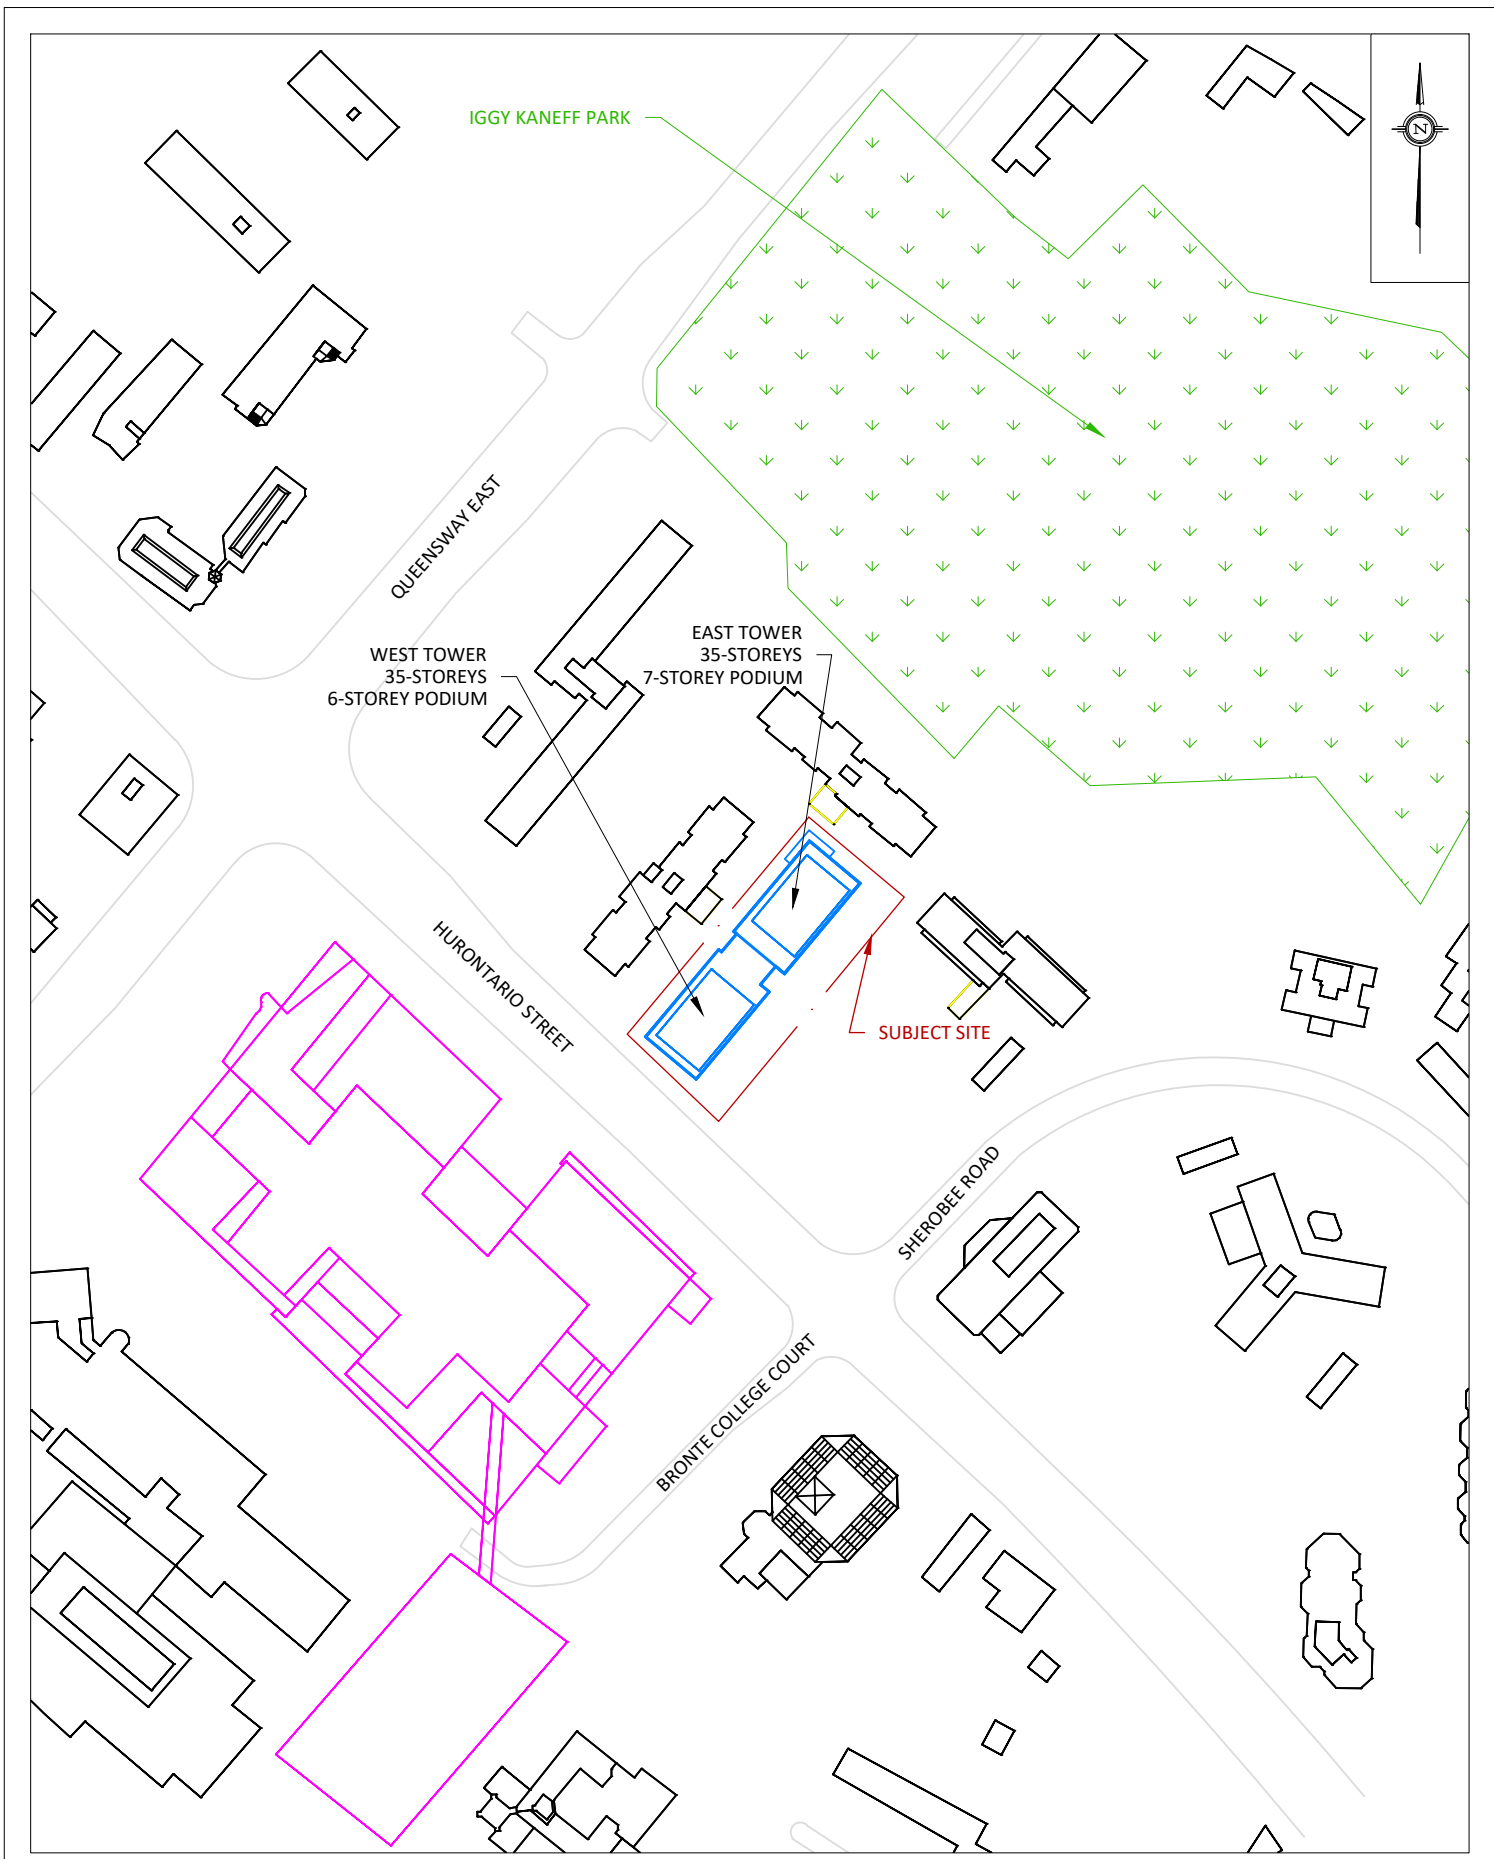 IGGY KANEFF PARK
N
QUEENSWAY EAST
EAST TOWER
35-STOREYS
7-STOREY PODIUM
WEST TOWER
35-STOREYS
6-STOREY PODIUM
HURONTARIO STREET
SUBJECT SITE
SHEROBEE ROAD
BRONTE COLLEGE COURT